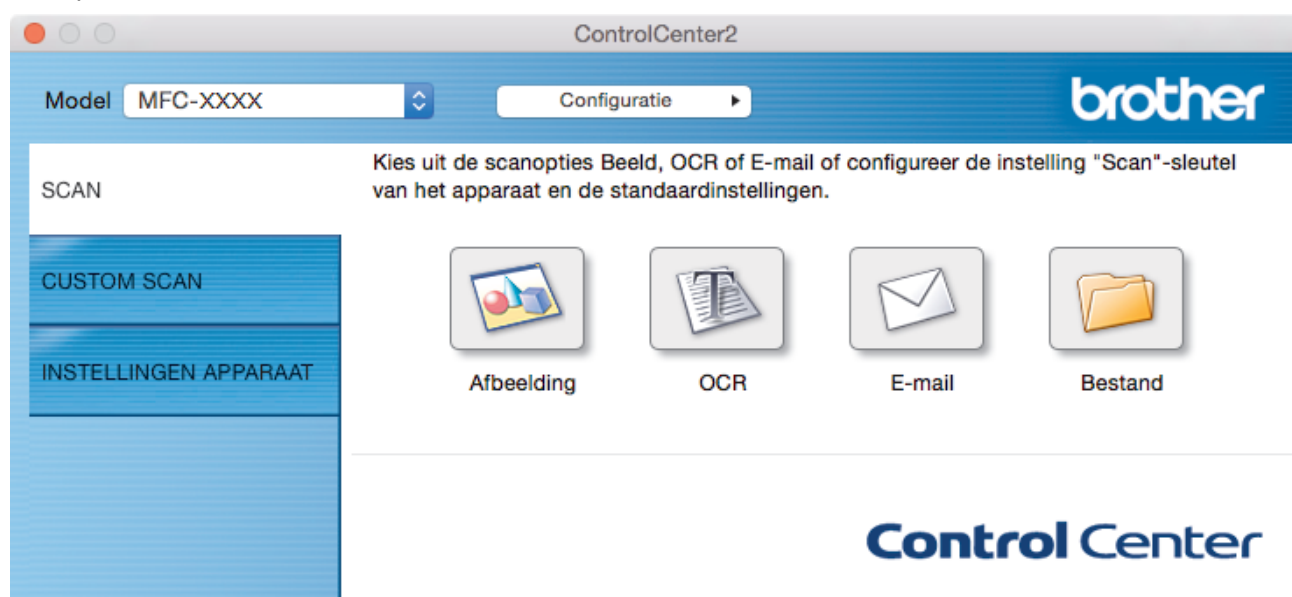 ControlCenter2
Model MFC-XXXX Configuratie
brother
SCAN
Kies uit de scanopties Beeld, OCR of E-mail of configureer de instelling "Scan"-sleutel
van het apparaat en de standaardinstellingen.
CUSTOM SCAN
INSTELLINGEN APPARAAT
Afbeelding OCR E-mail Bestand
Control Center